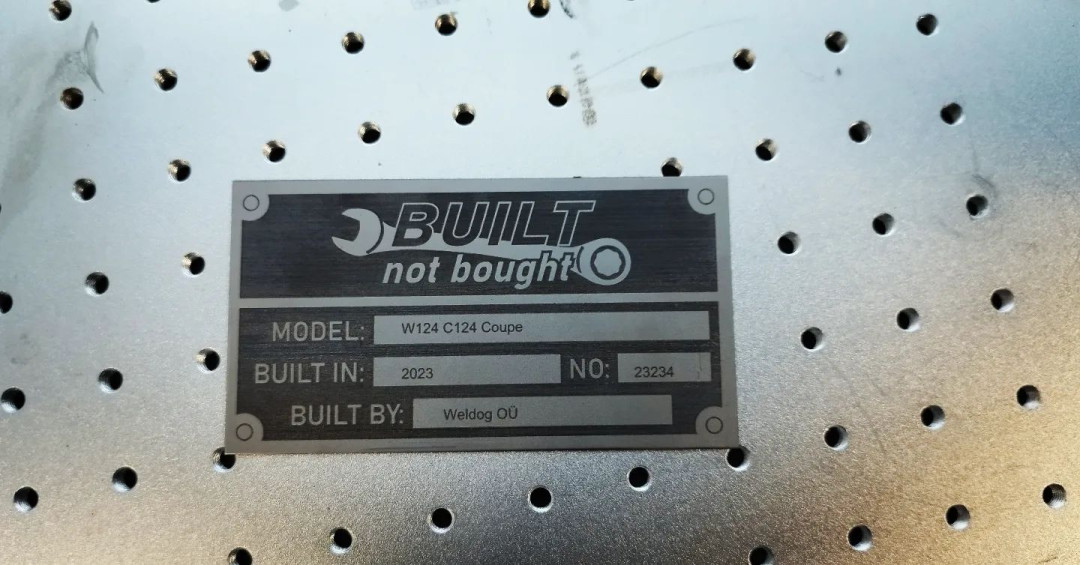 BUILT
not bought
MODEL: W124 C124 Coupe
BUILT IN: 2023 NO: 23234
BUILT BY: Weldog OÜ